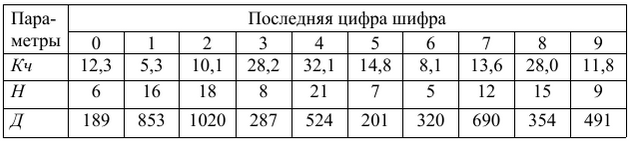 Пара-
метры Последняя цифра шифра
0 1 2 3 4 5 6 7 8 9
Кч 12,3 5,3 10,1 28,2 32,1 14,8 8,1 13,6 28,0 11,8
Н 6 16 18 8 21 7 5 12 15 9
Д 189 853 1020 287 524 201 320 690 354 491